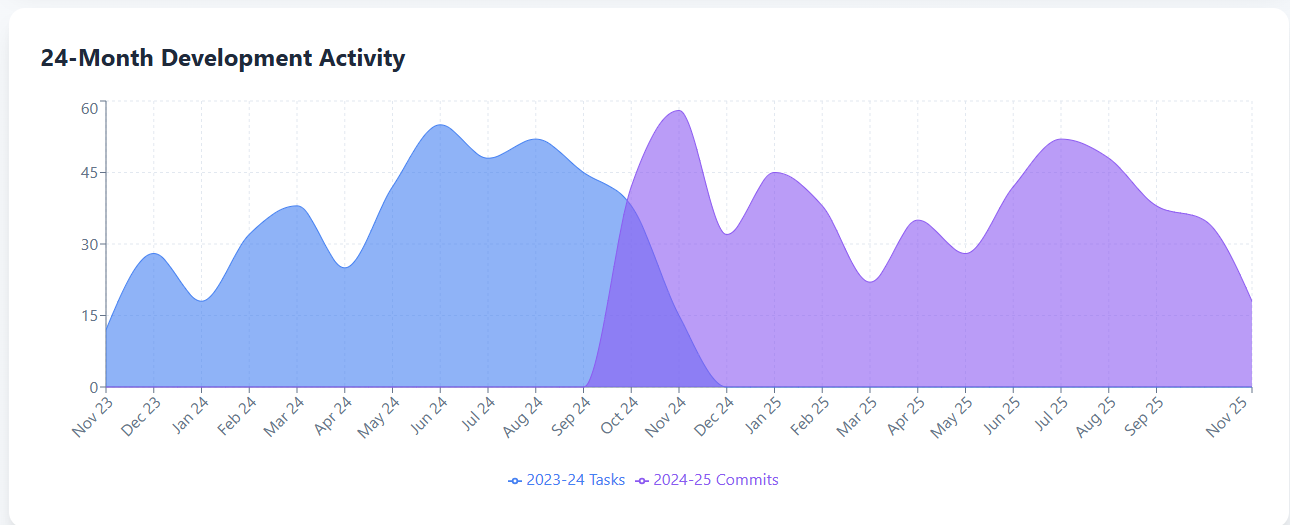 24-Month Development Activity
60
45
30
15
0
Nov 23 Dec 23 Jan 24 Feb 24 Mar 24 Apr 24 May 24 Jun 24 Jul 24 Aug 24 Sep 24 Oct 24 Nov 24 Dec 24 Jan 25 Feb 25 Mar 25 Apr 25 May 25 Jun 25 Jul 25 Aug 25 Sep 25 Nov 25
2023-24 Tasks 2024-25 Commits